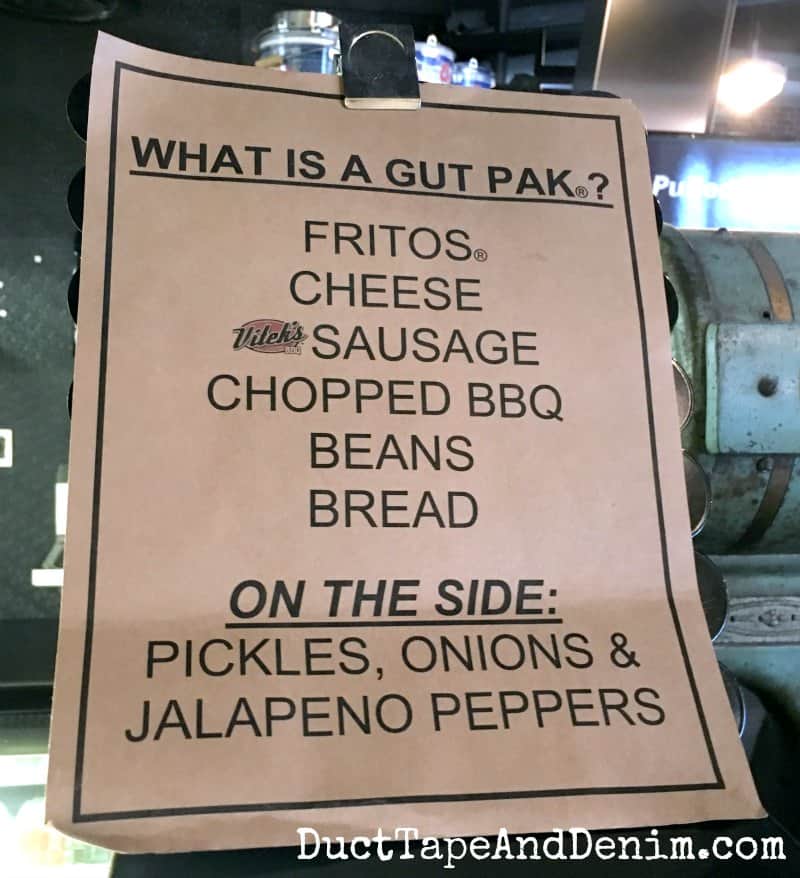 WHAT IS A GUT PAK®?
FRITOS®
CHEESE
Vitek's SAUSAGE
CHOPPED BBQ
BEANS
BREAD
ON THE SIDE:
PICKLES, ONIONS &
JALAPENO PEPPERS
DuctTapeAndDenim.com